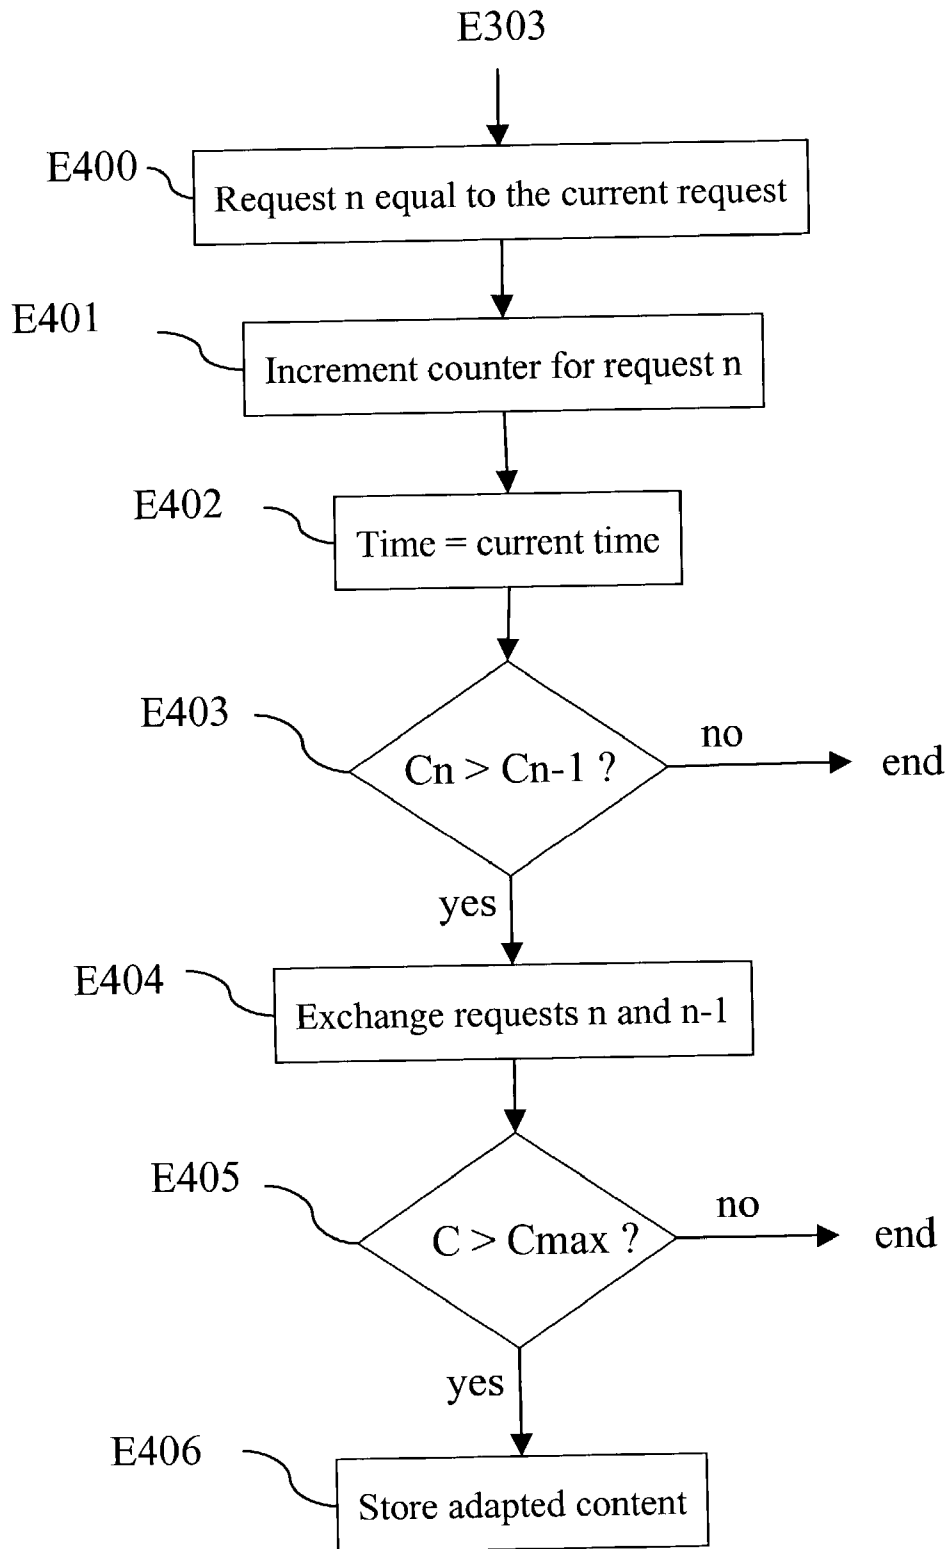 E303
E400
Request n equal to the current request
E401
Increment counter for request n
E402
Time = current time
E403
Cn > Cn-1 ?
no
end
yes
E404
Exchange requests n and n-1
E405
C > Cmax ?
no
end
yes
E406
Store adapted content